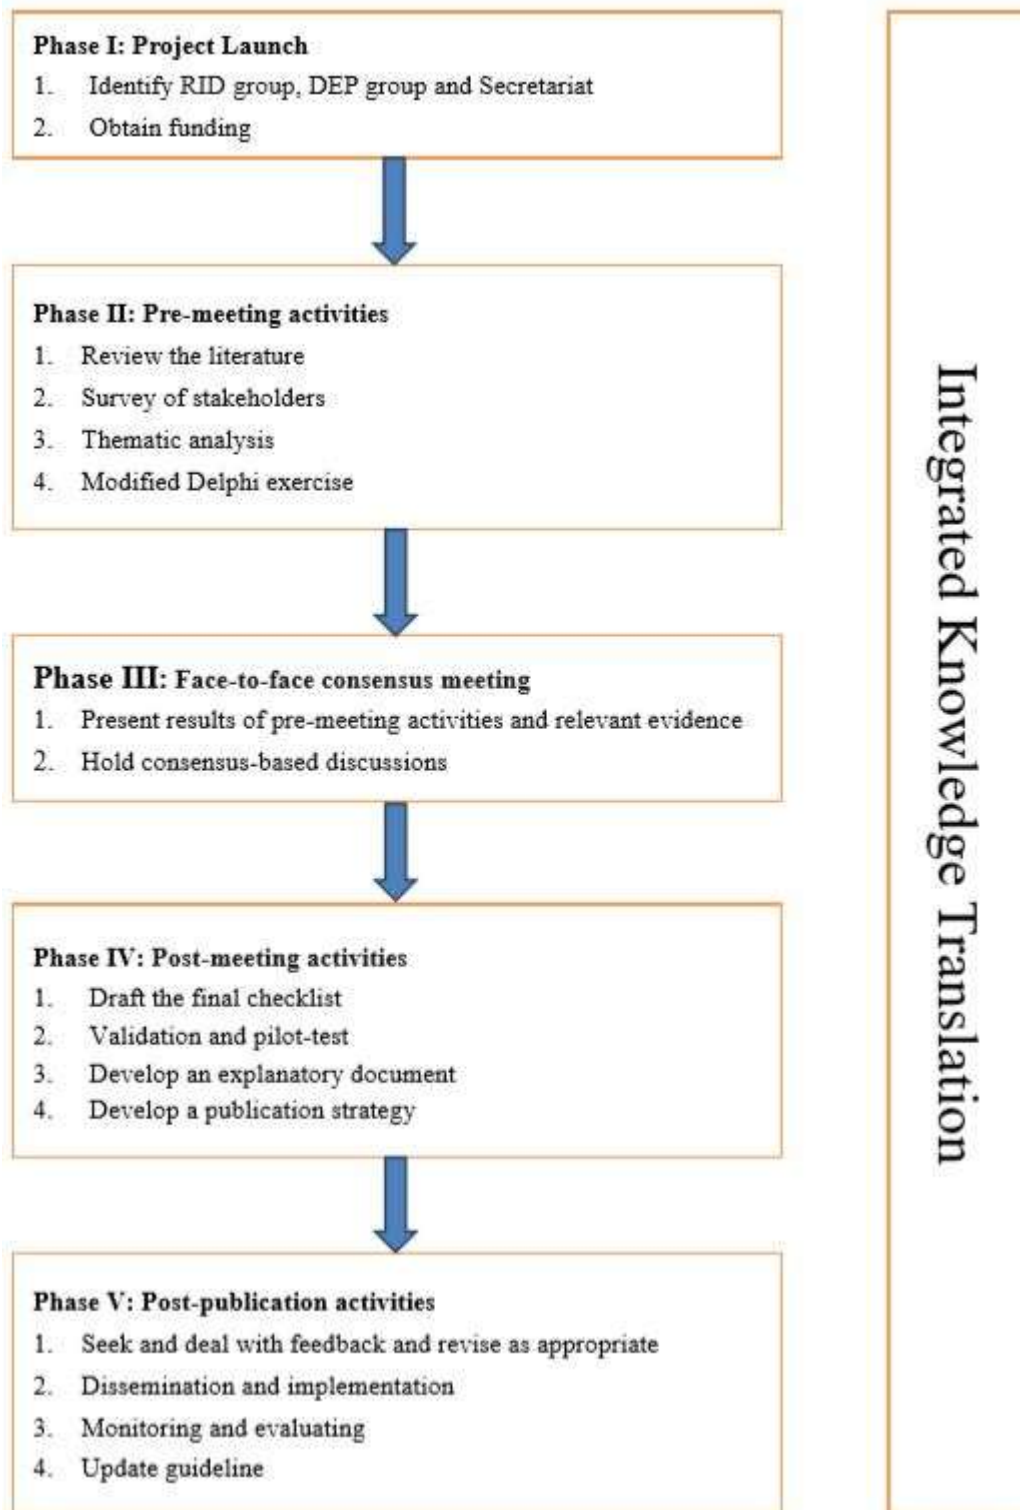 Phase I: Project Launch
1. Identify RID group, DEP group and Secretariat
2. Obtain funding
Phase II: Pre-meeting activities
1. Review the literature
2. Survey of stakeholders
3. Thematic analysis
4. Modified Delphi exercise
Phase III: Face-to-face consensus meeting
1. Present results of pre-meeting activities and relevant evidence
2. Hold consensus-based discussions
Phase IV: Post-meeting activities
1. Draft the final checklist
2. Validation and pilot-test
3. Develop an explanatory document
4. Develop a publication strategy
Phase V: Post-publication activities
1. Seek and deal with feedback and revise as appropriate
2. Dissemination and implementation
3. Monitoring and evaluating
4. Update guideline
Integrated Knowledge Translation